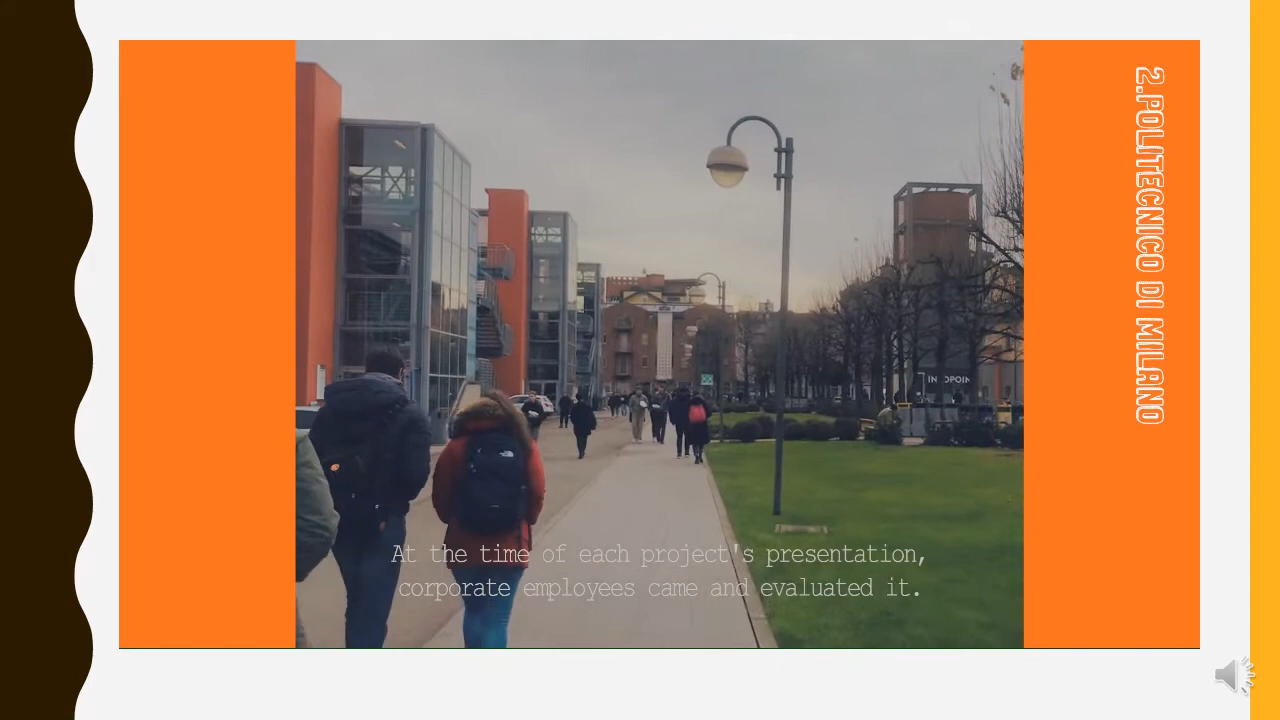 2.POLITECNICO DI MILANO
At the time of each project's presentation,
corporate employees came and evaluated it.